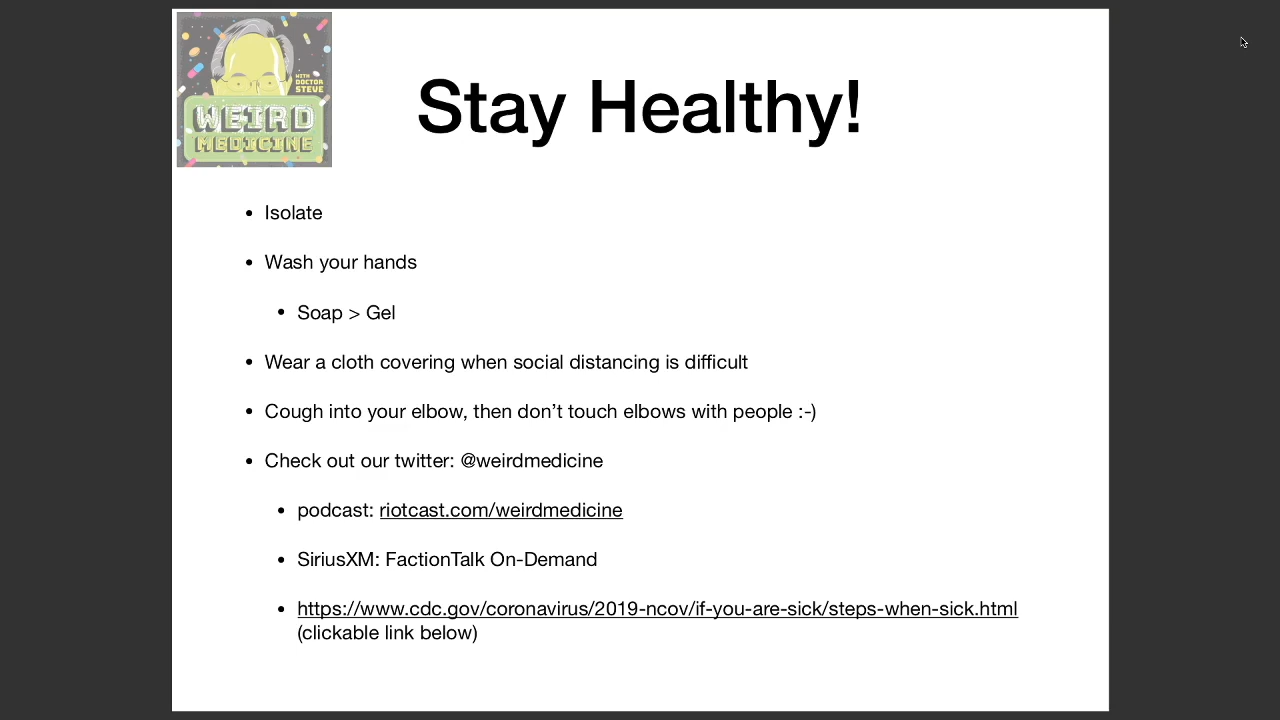 WITH
DOCTOR
STEVE
WEIRD
MEDICINE
Stay Healthy!
• Isolate
• Wash your hands
• Soap > Gel
• Wear a cloth covering when social distancing is difficult
• Cough into your elbow, then don’t touch elbows with people :-)
• Check out our twitter: @weirdmedicine
• podcast: riotcast.com/weirdmedicine
• SiriusXM: FactionTalk On-Demand
• https://www.cdc.gov/coronavirus/2019-ncov/if-you-are-sick/steps-when-sick.html
(clickable link below)